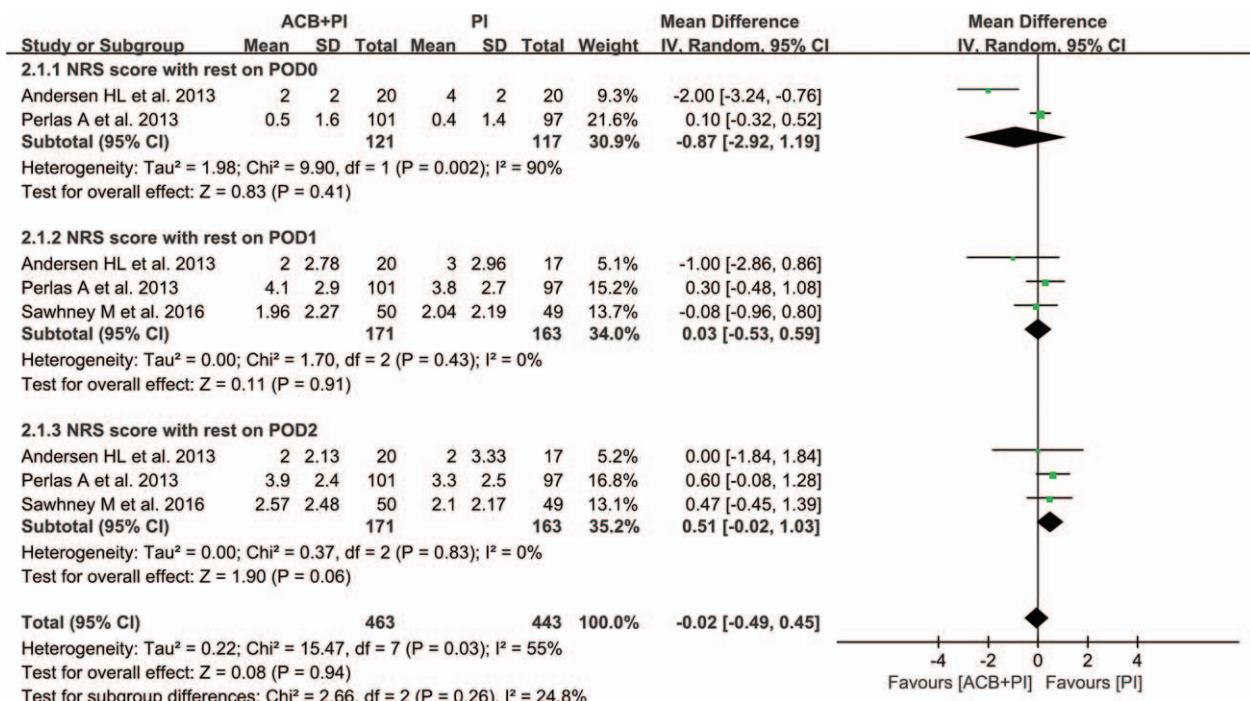 ACB+PI PI Mean Difference Mean Difference
Study or Subgroup Mean SD Total Mean SD Total Weight IV, Random, 95% CI IV, Random, 95% CI
2.1.1 NRS score with rest on POD0
Andersen HL et al. 2013 2 2 20 4 2 20 9.3% -2.00 [-3.24, -0.76]
Perlas A et al. 2013 0.5 1.6 101 0.4 1.4 97 21.6% 0.10 [-0.32, 0.52]
Subtotal (95% CI) 121 117 30.9% -0.87 [-2.92, 1.19]
Heterogeneity: Tau² = 1.98; Chi² = 9.90, df = 1 (P = 0.002); I² = 90%
Test for overall effect: Z = 0.83 (P = 0.41)
2.1.2 NRS score with rest on POD1
Andersen HL et al. 2013 2 2.78 20 3 2.96 17 5.1% -1.00 [-2.86, 0.86]
Perlas A et al. 2013 4.1 2.9 101 3.8 2.7 97 15.2% 0.30 [-0.48, 1.08]
Sawhney M et al. 2016 1.96 2.27 50 2.04 2.19 49 13.7% -0.08 [-0.96, 0.80]
Subtotal (95% CI) 171 163 34.0% 0.03 [-0.53, 0.59]
Heterogeneity: Tau² = 0.00; Chi² = 1.70, df = 2 (P = 0.43); I² = 0%
Test for overall effect: Z = 0.11 (P = 0.91)
2.1.3 NRS score with rest on POD2
Andersen HL et al. 2013 2 2.13 20 2 3.33 17 5.2% 0.00 [-1.84, 1.84]
Perlas A et al. 2013 3.9 2.4 101 3.3 2.5 97 16.8% 0.60 [-0.08, 1.28]
Sawhney M et al. 2016 2.57 2.48 50 2.1 2.17 49 13.1% 0.47 [-0.45, 1.39]
Subtotal (95% CI) 171 163 35.2% 0.51 [-0.02, 1.03]
Heterogeneity: Tau² = 0.00; Chi² = 0.37, df = 2 (P = 0.83); I² = 0%
Test for overall effect: Z = 1.90 (P = 0.06)
Total (95% CI) 463 443 100.0% -0.02 [-0.49, 0.45]
Heterogeneity: Tau² = 0.22; Chi² = 15.47, df = 7 (P = 0.03); I² = 55%
Test for overall effect: Z = 0.08 (P = 0.94)
Test for subgroup differences: Chi² = 2.66, df = 2 (P = 0.26), I² = 24.8%
-4 -2 0 2 4
Favours [ACB+PI] Favours [PI]